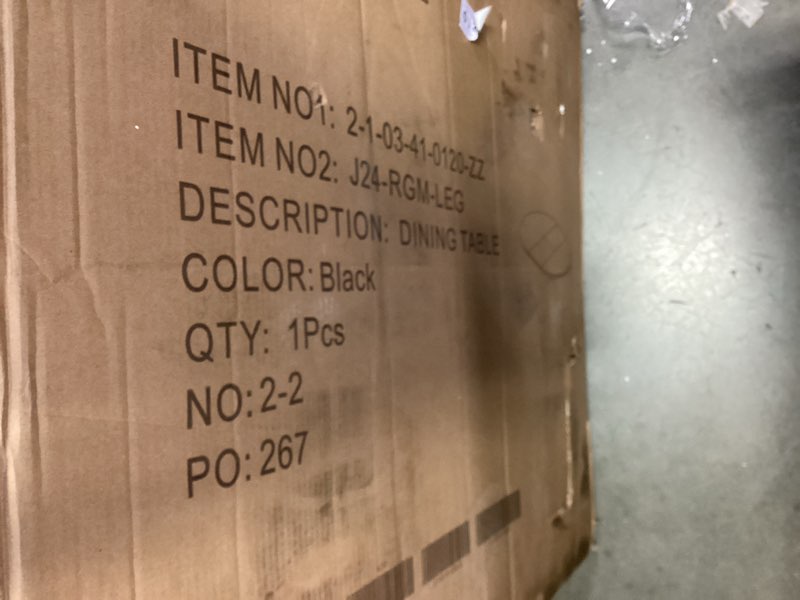 ITEM NO1: 2-1-03-41-0120-ZZ
ITEM NO2: J24-RGM-LEG
DESCRIPTION: DINING TABLE
COLOR: Black
QTY: 1Pcs
NO: 2-2
PO: 267